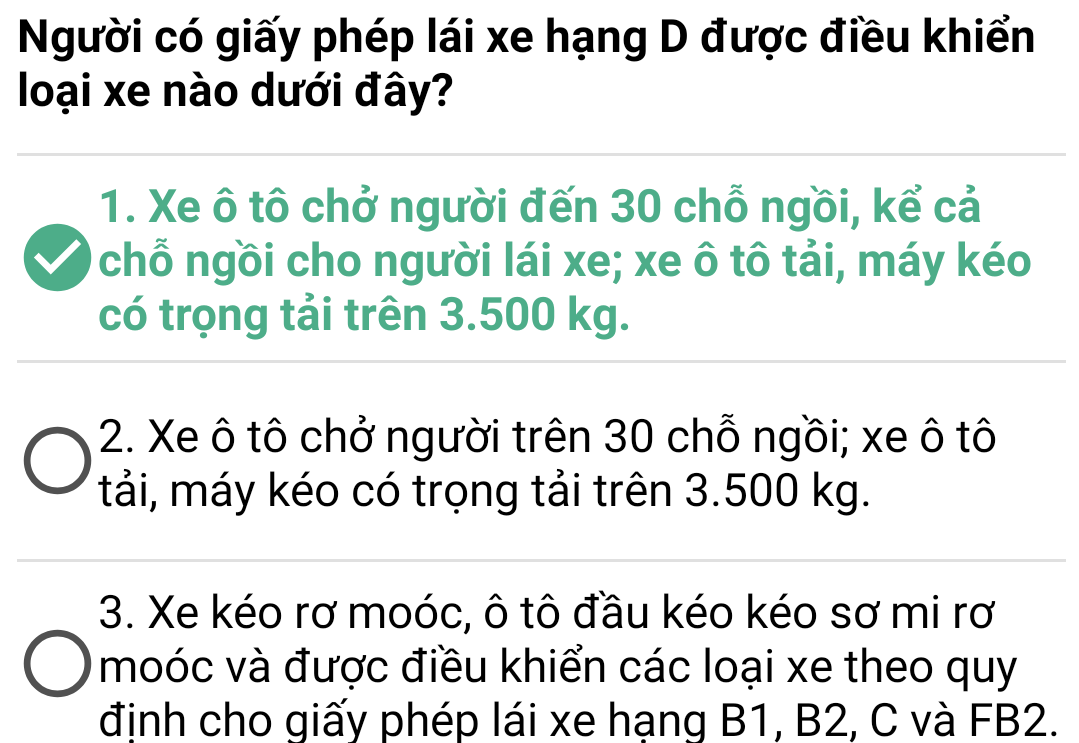 Người có giấy phép lái xe hạng D được điều khiển
loại xe nào dưới đây?
1. Xe ô tô chở người đến 30 chỗ ngồi, kể cả
chỗ ngồi cho người lái xe; xe ô tô tải, máy kéo
có trọng tải trên 3.500 kg.
2. Xe ô tô chở người trên 30 chỗ ngồi; xe ô tô
tải, máy kéo có trọng tải trên 3.500 kg.
3. Xe kéo rơ moóc, ô tô đầu kéo kéo sơ mi rơ
moóc và được điều khiển các loại xe theo quy
định cho giấy phép lái xe hạng B1, B2, C và FB2.